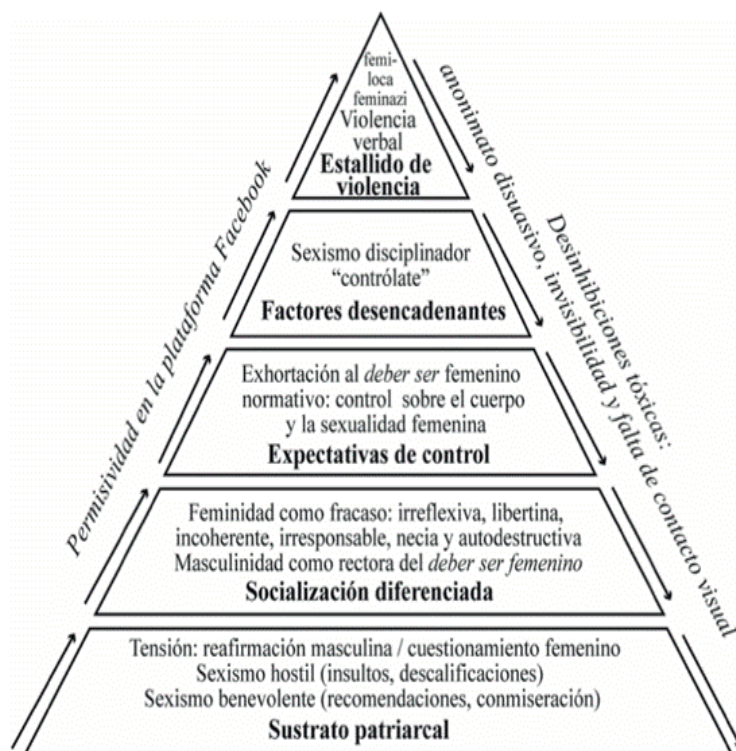 femi-
loca
feminazi
Violencia
verbal
Estallido de
violencia
Sexismo disciplinador
“contrólate”
Factores desencadenantes
Exhortación al deber ser femenino
normativo: control sobre el cuerpo
y la sexualidad femenina
Expectativas de control
Feminidad como fracaso: irreflexiva, libertina,
incoherente, irresponsable, necia y autodestructiva
Masculinidad como rectora del deber ser femenino
Socialización diferenciada
Tensión: reafirmación masculina / cuestionamiento femenino
Sexismo hostil (insultos, descalificaciones)
Sexismo benevolente (recomendaciones, conmiseración)
Sustrato patriarcal
Permisividad en la plataforma Facebook
Desinhibiciones tóxicas:
anonimato disuasivo, invisibilidad y falta de contacto visual